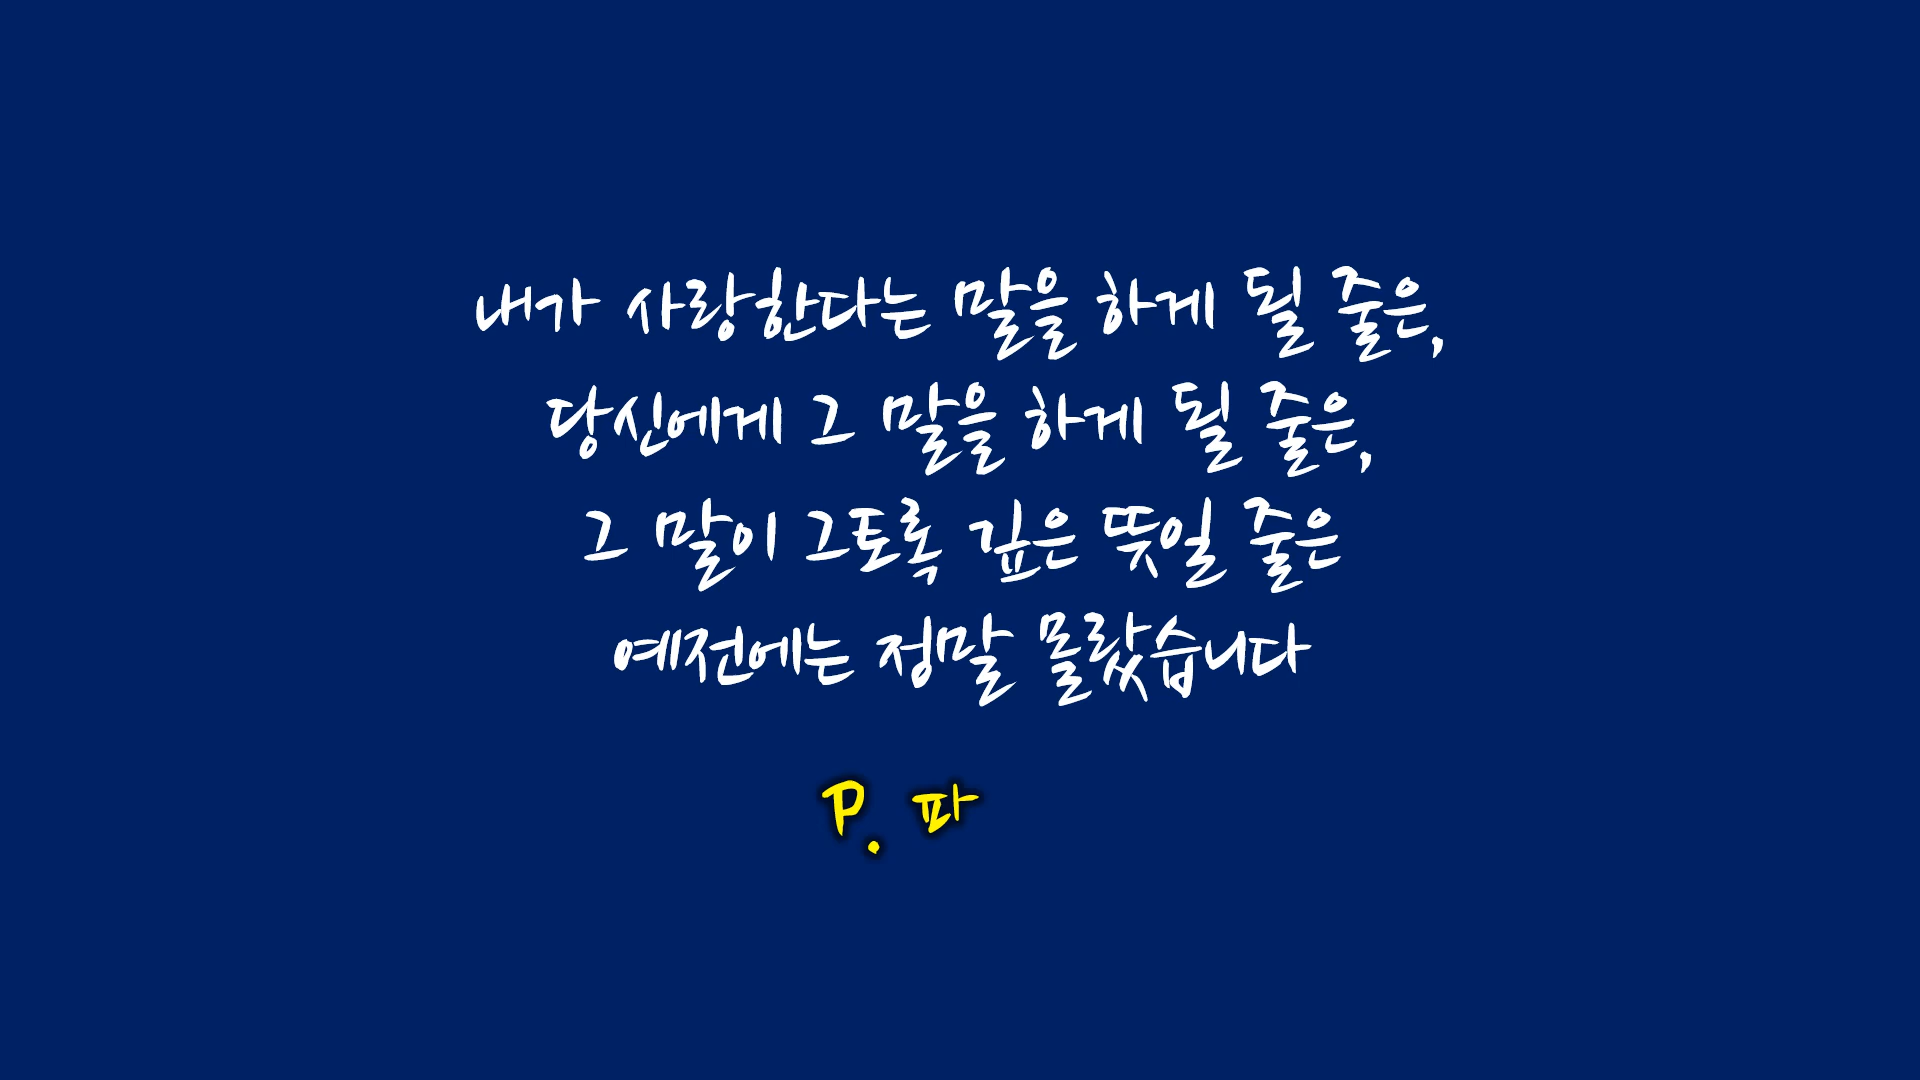 내가 사랑한다는 말을 하게 될 줄은,
당신에게 그 말을 하게 될 줄은,
그 말이 그토록 깊은 뜻일 줄은
예전에는 정말 몰랐습니다
P. 파